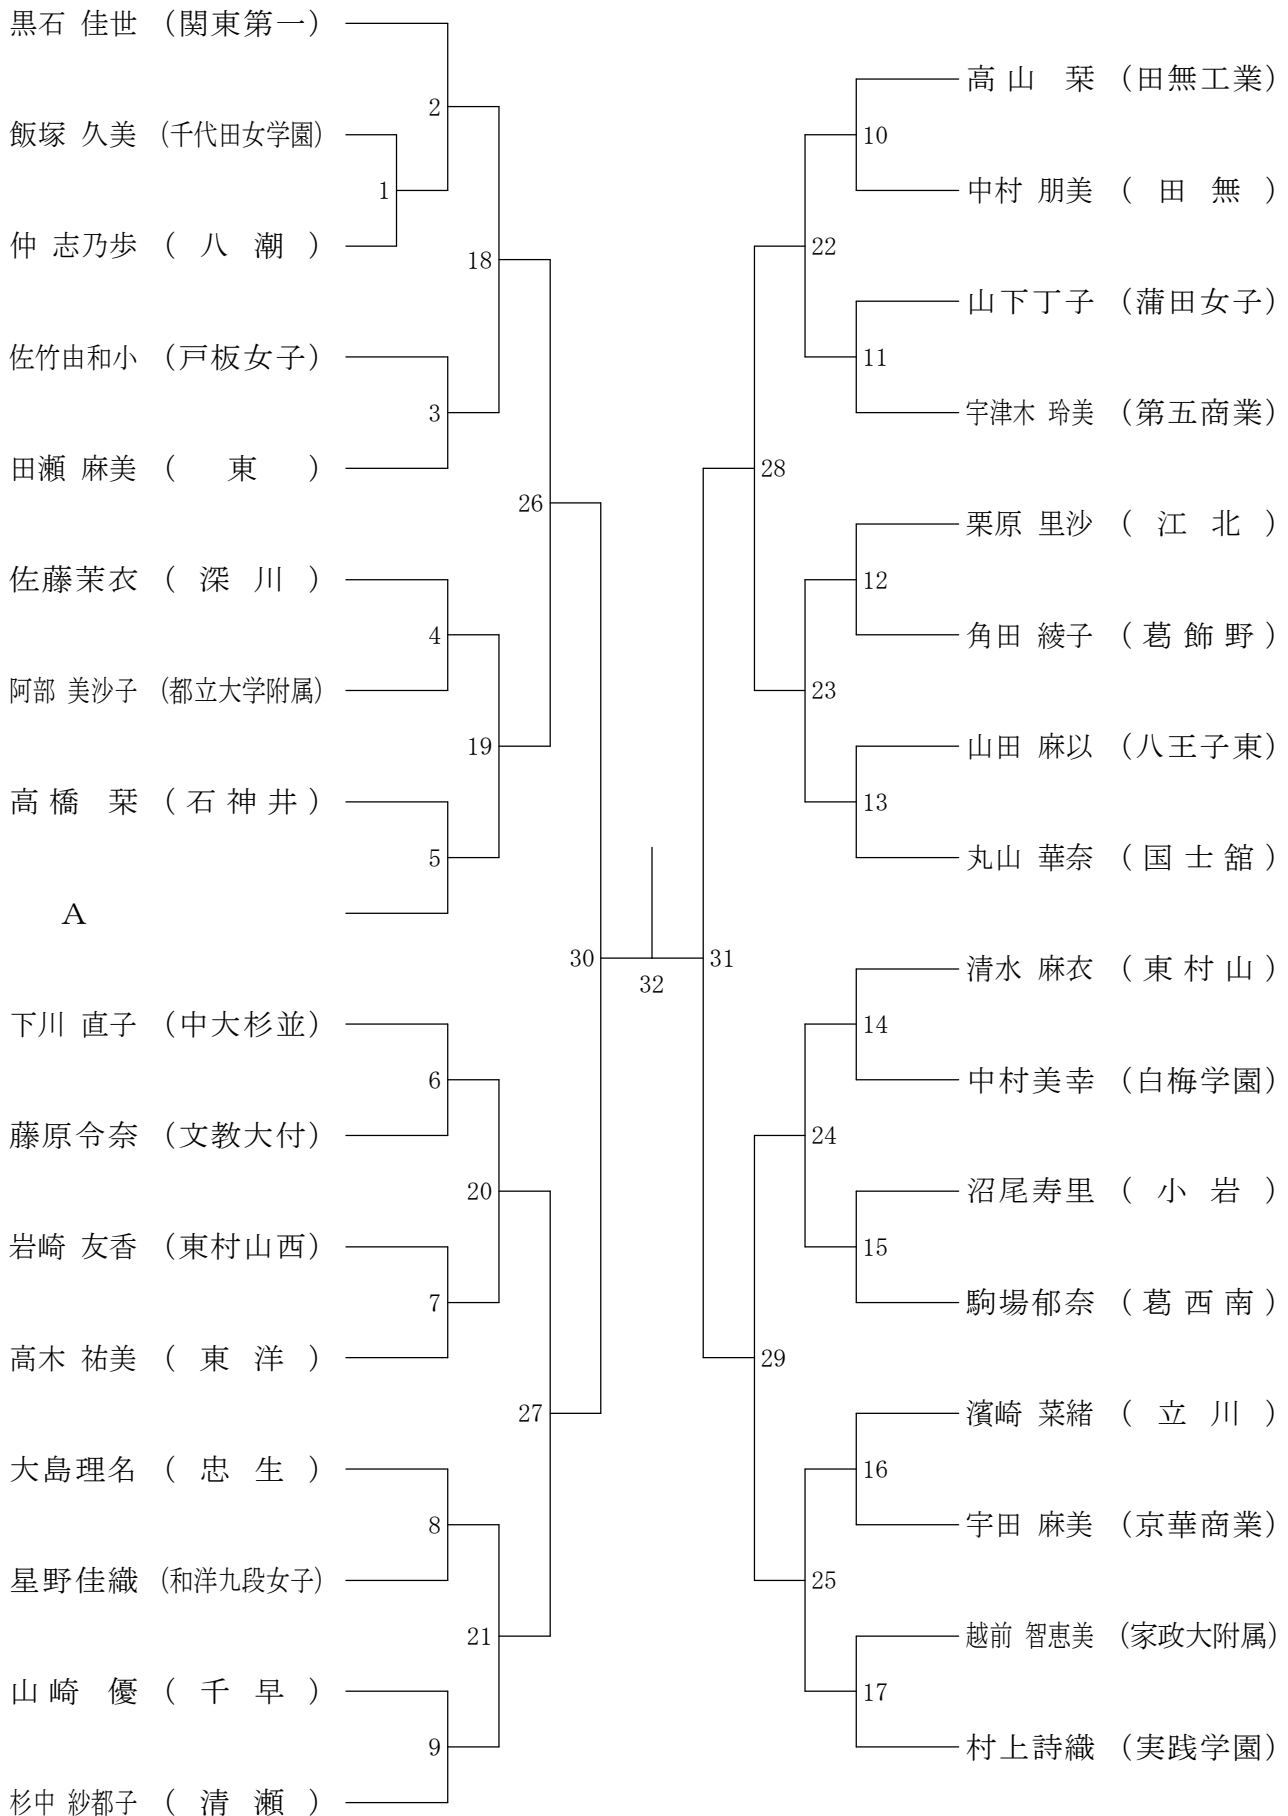 黒石 佳世 (関東第一)
2
飯塚 久美 (千代田女学園)
1
仲 志乃歩 ( 八 潮 )
18
佐竹由和小 (戸板女子)
3
田瀬 麻美 ( 東 )
26
佐藤茉衣 ( 深 川 )
4
阿部 美沙子 (都立大学附属)
19
高橋 栞 (石神井)
5
A
30
下川 直子 (中大杉並)
6
藤原令奈 (文教大付)
20
岩崎 友香 (東村山西)
7
高木 祐美 ( 東 洋 )
27
大島理名 ( 忠 生 )
8
星野佳織 (和洋九段女子)
21
山崎 優 ( 千 早 )
9
杉中 紗都子 ( 清 瀬 )
32
高山 栞 (田無工業)
10
中村 朋美 ( 田 無 )
22
山下丁子 (蒲田女子)
11
宇津木 玲美 (第五商業)
28
栗原 里沙 ( 江 北 )
12
角田 綾子 (葛飾野)
23
山田 麻以 (八王子東)
13
丸山 華奈 (国士舘)
31
清水 麻衣 (東村山)
14
中村美幸 (白梅学園)
24
沼尾寿里 ( 小 岩 )
15
駒場郁奈 (葛西南)
29
濱崎 菜緒 ( 立 川 )
16
宇田 麻美 (京華商業)
25
越前 智恵美 (家政大附属)
17
村上詩織 (実践学園)